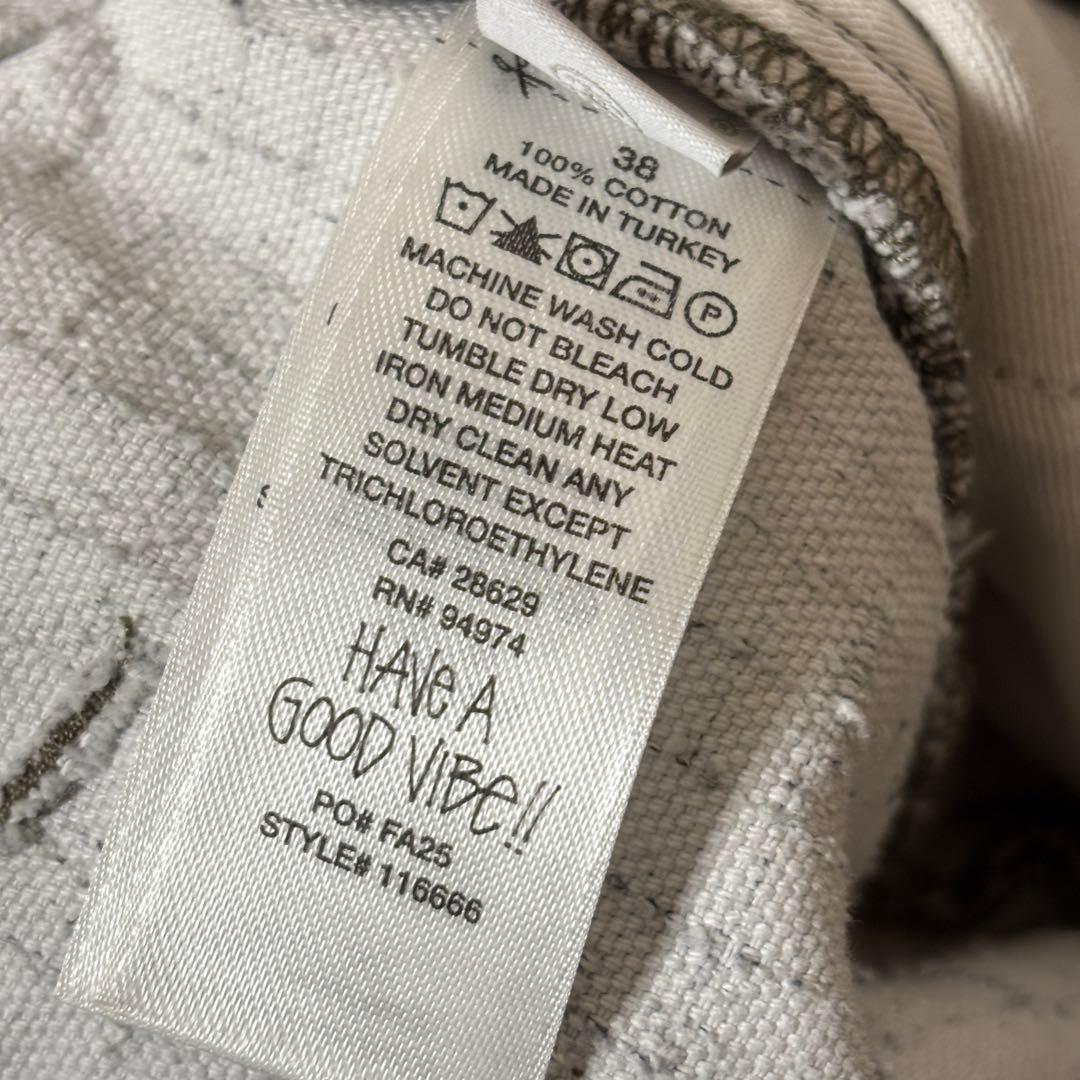 38
100% COTTON
MADE IN TURKEY
P
MACHINE WASH COLD
DO NOT BLEACH
TUMBLE DRY LOW
IRON MEDIUM HEAT
DRY CLEAN ANY
SOLVENT EXCEPT
TRICHLOROETHYLENE
CA# 28629
RN# 94974
HAVE A
GOOD VIBE!!
PO# FA25
STYLE# 116666